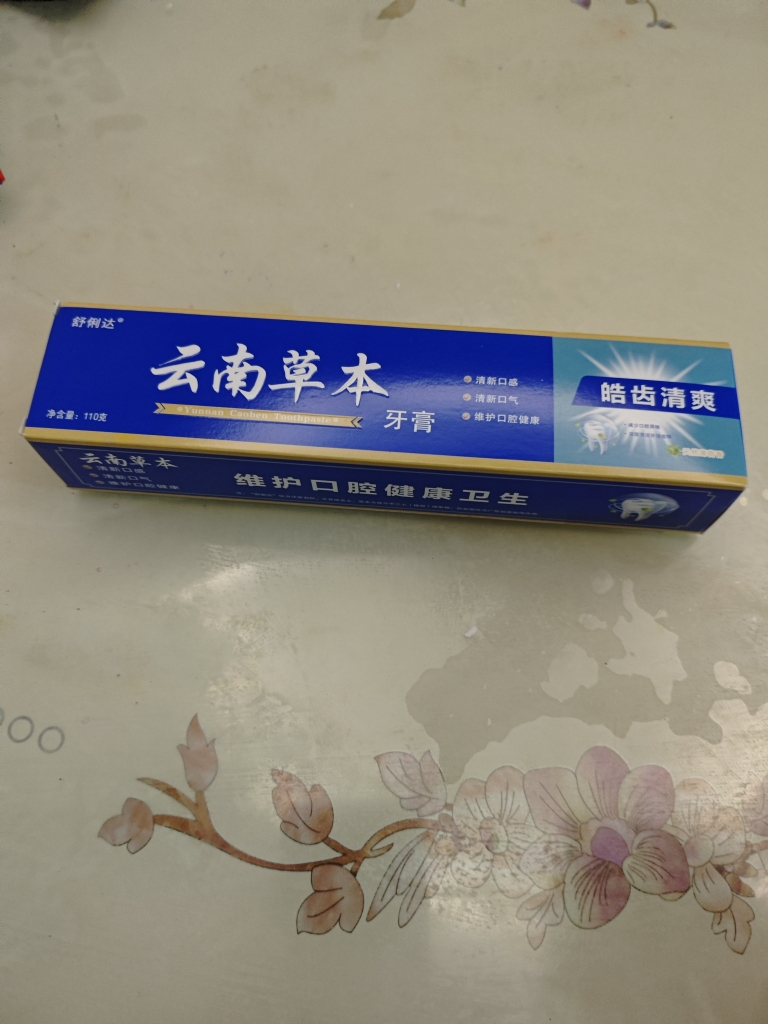 舒俐达®
云南草本
Yunnan Caoben Toothpaste
牙膏
净含量：110克
清新口感
清新口气
维护口腔健康
皓齿清爽
云南草本
清新口感
清新口气
维护口腔健康
维护口腔健康卫生